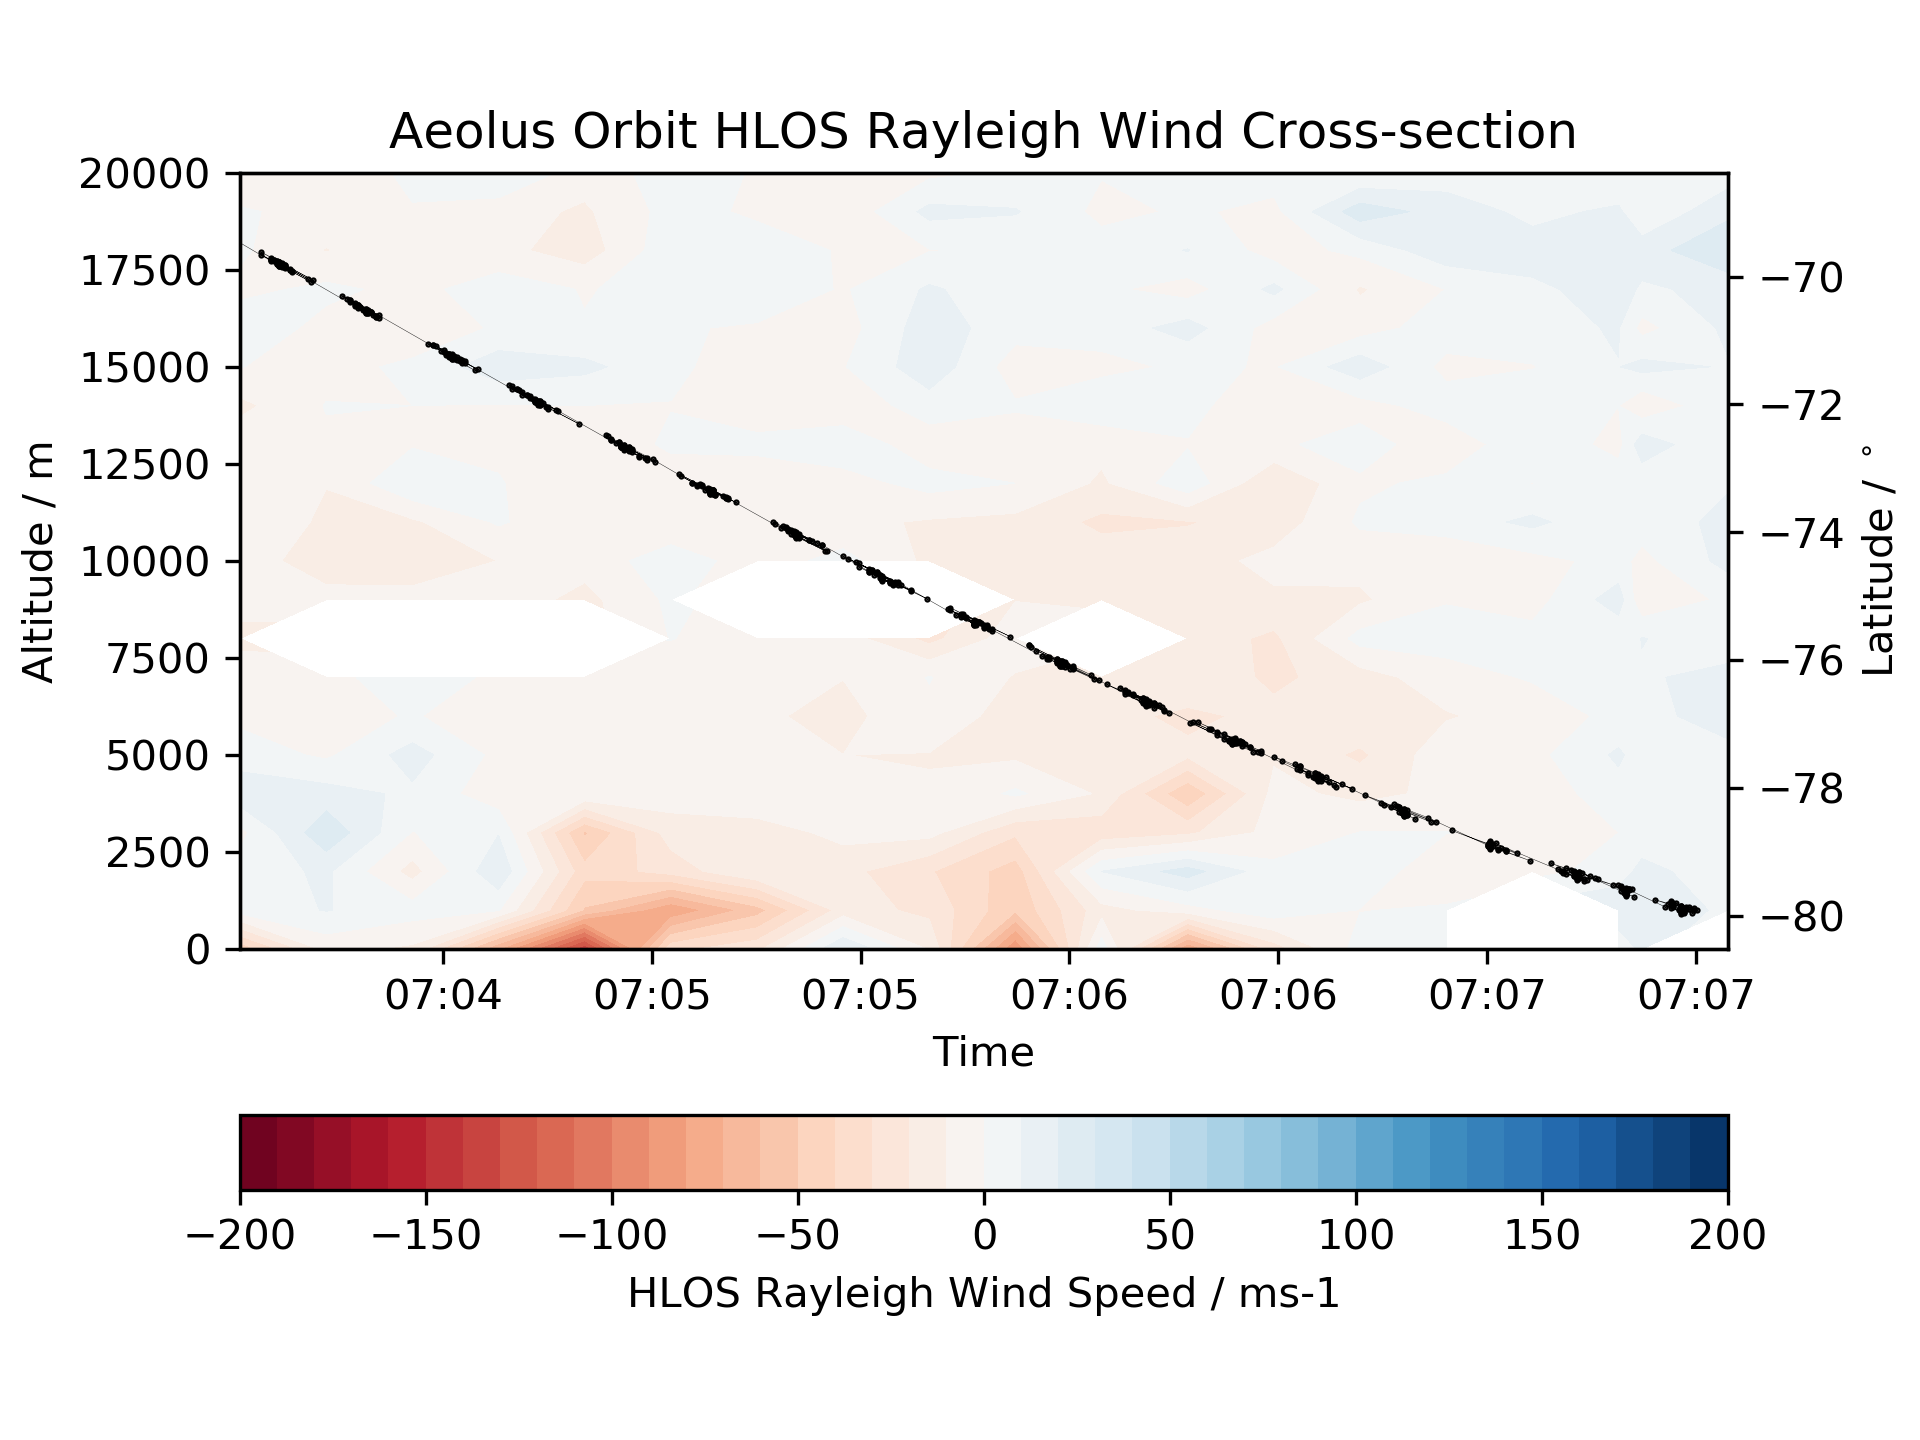 Aeolus Orbit HLOS Rayleigh Wind Cross-section
20000
17500
15000
12500
10000
7500
5000
2500
0
Altitude / m
−70
−72
−74
−76
−78
−80
Latitude / °
07:04 07:05 07:05 07:06 07:06 07:07 07:07
Time
−200 −150 −100 −50 0 50 100 150 200
HLOS Rayleigh Wind Speed / ms-1